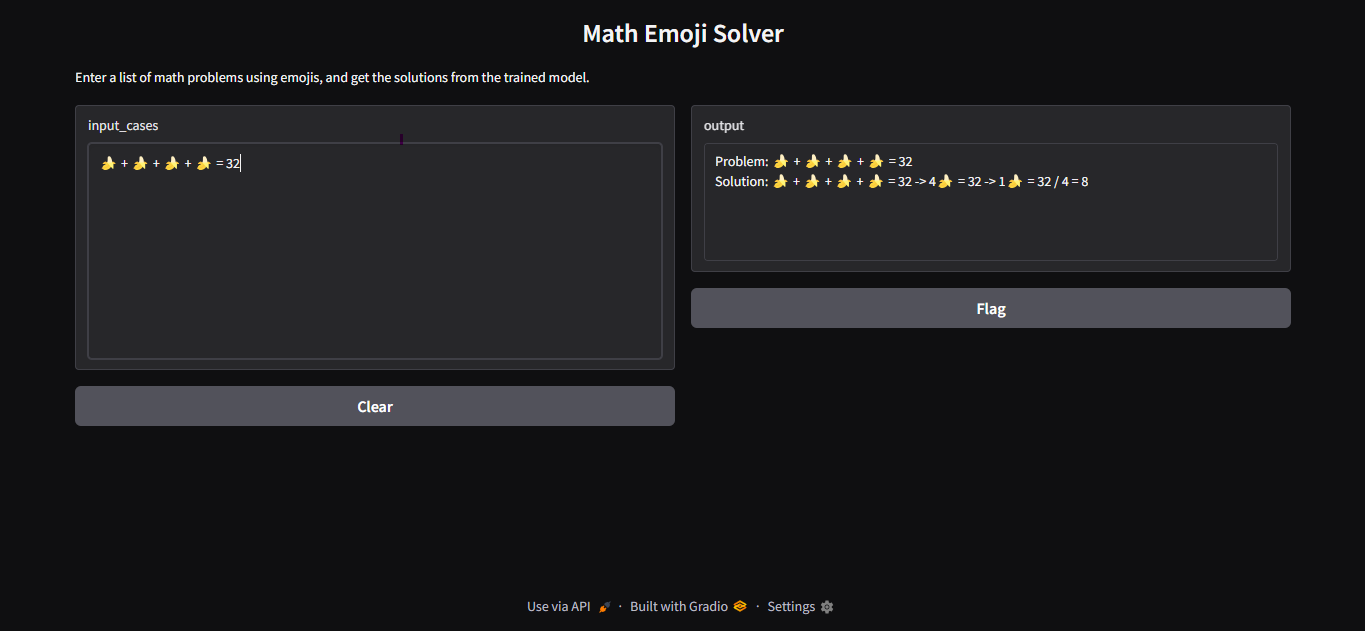 Math Emoji Solver
Enter a list of math problems using emojis, and get the solutions from the trained model.
input_cases
🍌 + 🍌 + 🍌 + 🍌 = 32
Clear
output
Problem: 🍌 + 🍌 + 🍌 + 🍌 = 32
Solution: 🍌 + 🍌 + 🍌 + 🍌 = 32 -> 4 🍌 = 32 -> 1 🍌 = 32 / 4 = 8
Flag
Use via API 🚀 · Built with Gradio · Settings ⚙